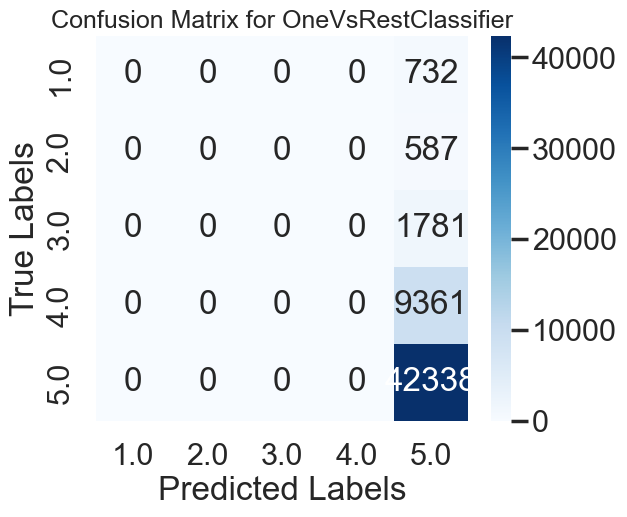 Confusion Matrix for OneVsRestClassifier
True Labels
1.0 0 0 0 0 732
2.0 0 0 0 0 587
3.0 0 0 0 0 1781
4.0 0 0 0 0 9361
5.0 0 0 0 0 42338
1.0 2.0 3.0 4.0 5.0
Predicted Labels
40000
30000
20000
10000
0